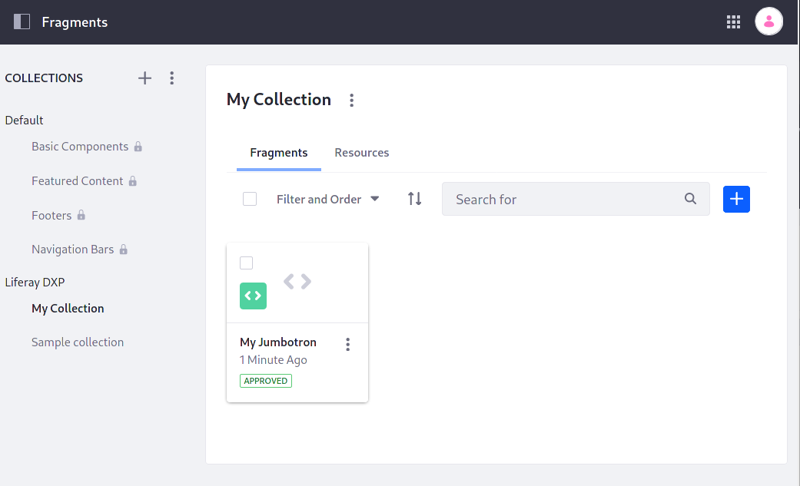 Fragments
COLLECTIONS
Default
Basic Components
Featured Content
Footers
Navigation Bars
Liferay DXP
My Collection
Sample collection
My Collection
Fragments Resources
Filter and Order Search for
My Jumbotron
1 Minute Ago
APPROVED